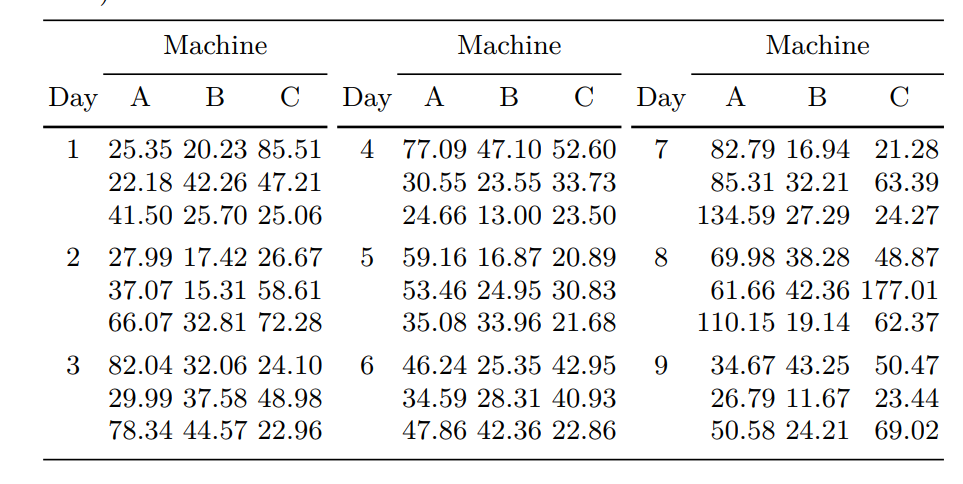 Machine Machine Machine
Day A B C Day A B C Day A B C
1 25.35 20.23 85.51 4 77.09 47.10 52.60 7 82.79 16.94 21.28
22.18 42.26 47.21 30.55 23.55 33.73 85.31 32.21 63.39
41.50 25.70 25.06 24.66 13.00 23.50 134.59 27.29 24.27
2 27.99 17.42 26.67 5 59.16 16.87 20.89 8 69.98 38.28 48.87
37.07 15.31 58.61 53.46 24.95 30.83 61.66 42.36 177.01
66.07 32.81 72.28 35.08 33.96 21.68 110.15 19.14 62.37
3 82.04 32.06 24.10 6 46.24 25.35 42.95 9 34.67 43.25 50.47
29.99 37.58 48.98 34.59 28.31 40.93 26.79 11.67 23.44
78.34 44.57 22.96 47.86 42.36 22.86 50.58 24.21 69.02